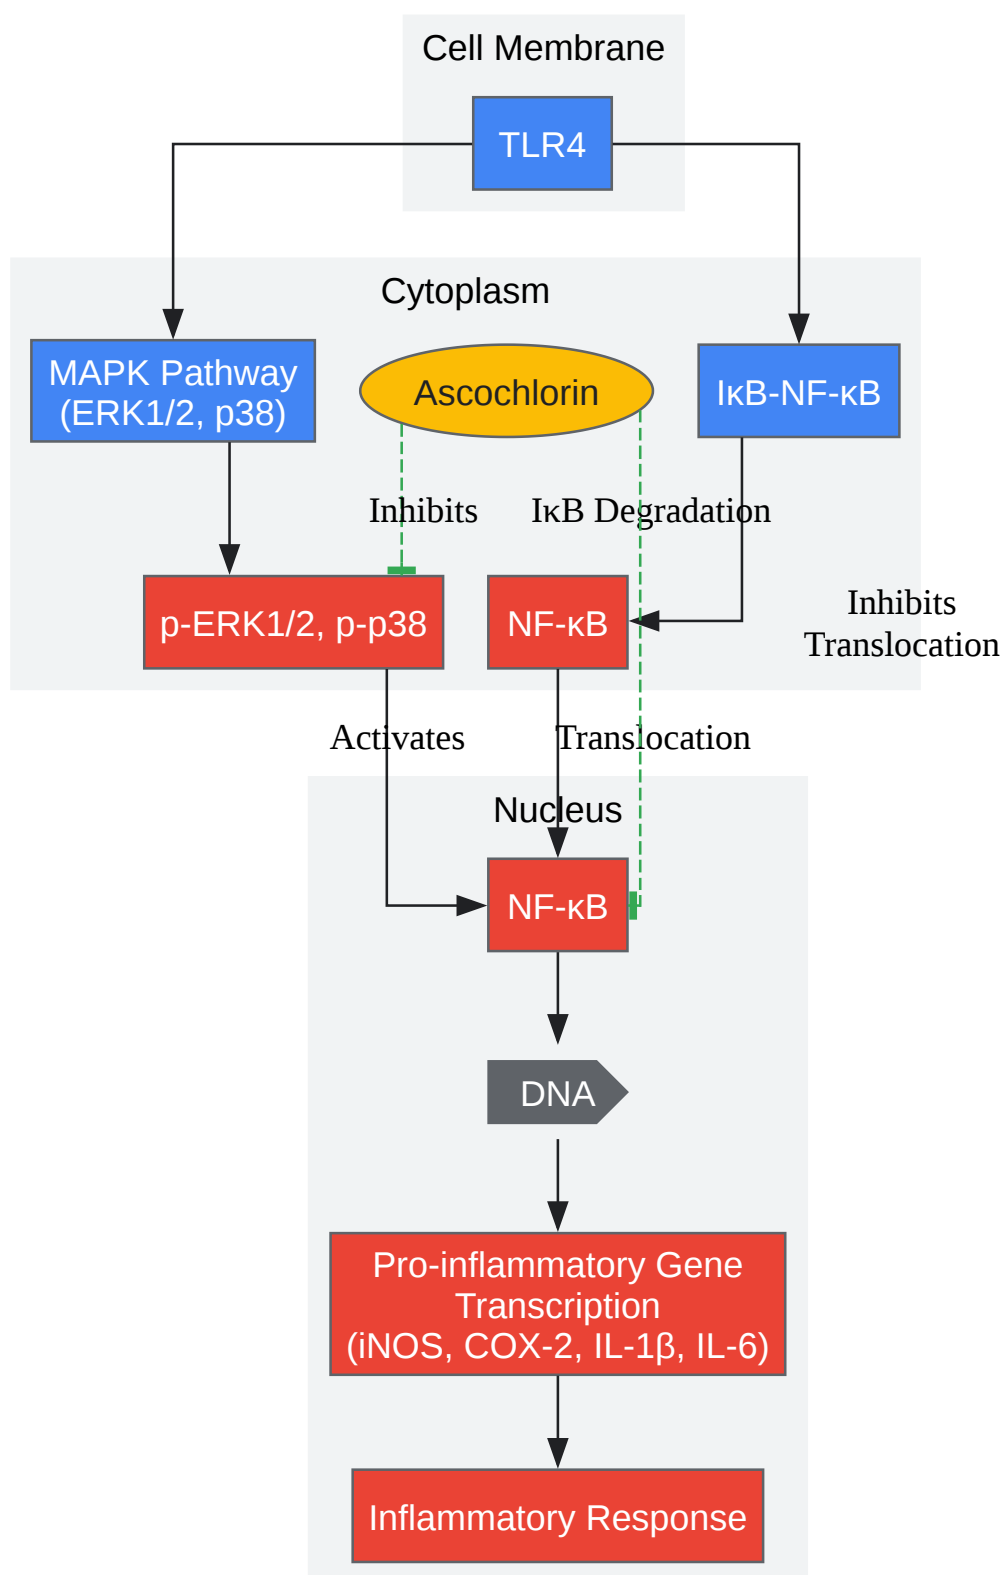 Cell Membrane
TLR4
Cytoplasm
MAPK Pathway
(ERK1/2, p38)
Ascochlorin
IκB-NF-κB
Inhibits
IκB Degradation
Inhibits
Translocation
p-ERK1/2, p-p38
NF-κB
Activates
Translocation
Nucleus
NF-κB
DNA
Pro-inflammatory Gene
Transcription
(iNOS, COX-2, IL-1β, IL-6)
Inflammatory Response